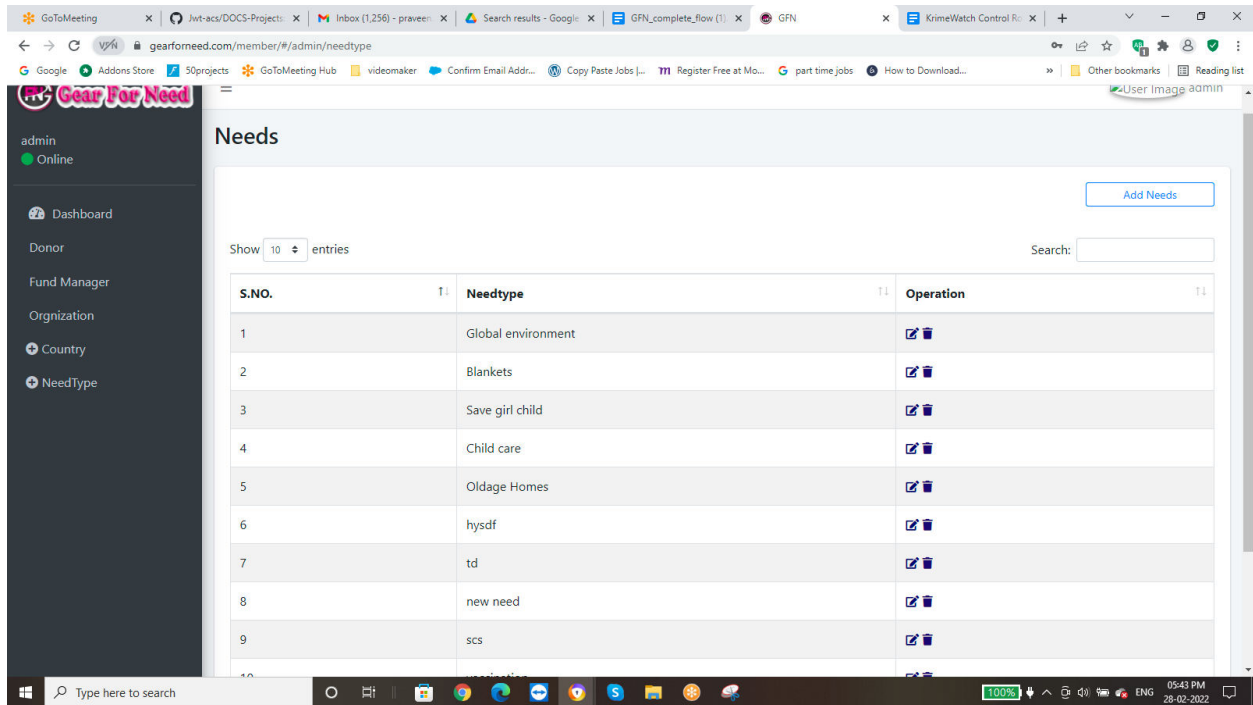 GoToMeeting
Jwt-acs/DOCS-Projects:
Inbox (1,256) - praveen
Search results - Google
GFN_complete_flow (1)
GFN
KrimeWatch Control Ro
VPN gearforneed.com/member/#/admin/needtype
Google Addons Store 50projects GoToMeeting Hub videomaker Confirm Email Addr... Copy Paste Jobs |... Register Free at Mo... part time jobs How to Download... » Other bookmarks Reading list
Gear For Need
User Image admin
admin
Online
Dashboard
Donor
Fund Manager
Orgnization
Country
NeedType
Needs
Add Needs
Show 10 entries
Search:
S.NO. Needtype Operation
1 Global environment
2 Blankets
3 Save girl child
4 Child care
5 Oldage Homes
6 hysdf
7 td
8 new need
9 scs
Type here to search
100% ENG 05:43 PM
28-02-2022